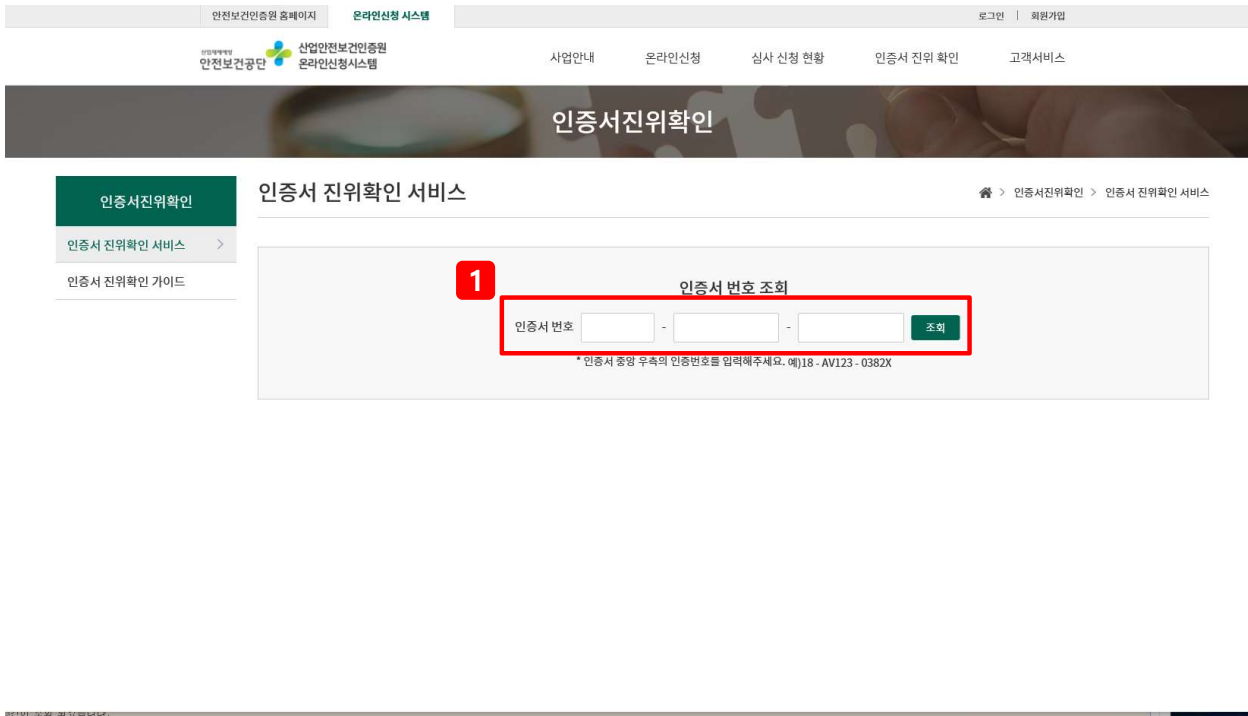 안전보건인증원 홈페이지 온라인신청 시스템 로그인 회원가입
산업재해예방
안전보건공단
산업안전보건인증원
온라인신청시스템
사업안내 온라인신청 심사 신청 현황 인증서 진위 확인 고객서비스
인증서진위확인
인증서진위확인
인증서 진위확인 서비스 >
인증서 진위확인 가이드
인증서 진위확인 서비스
> 인증서진위확인 > 인증서 진위확인 서비스
1
인증서 번호 조회
인증서 번호 - - 조회
* 인증서 중앙 우측의 인증번호를 입력해주세요. 예)18 - AV123 - 0382X